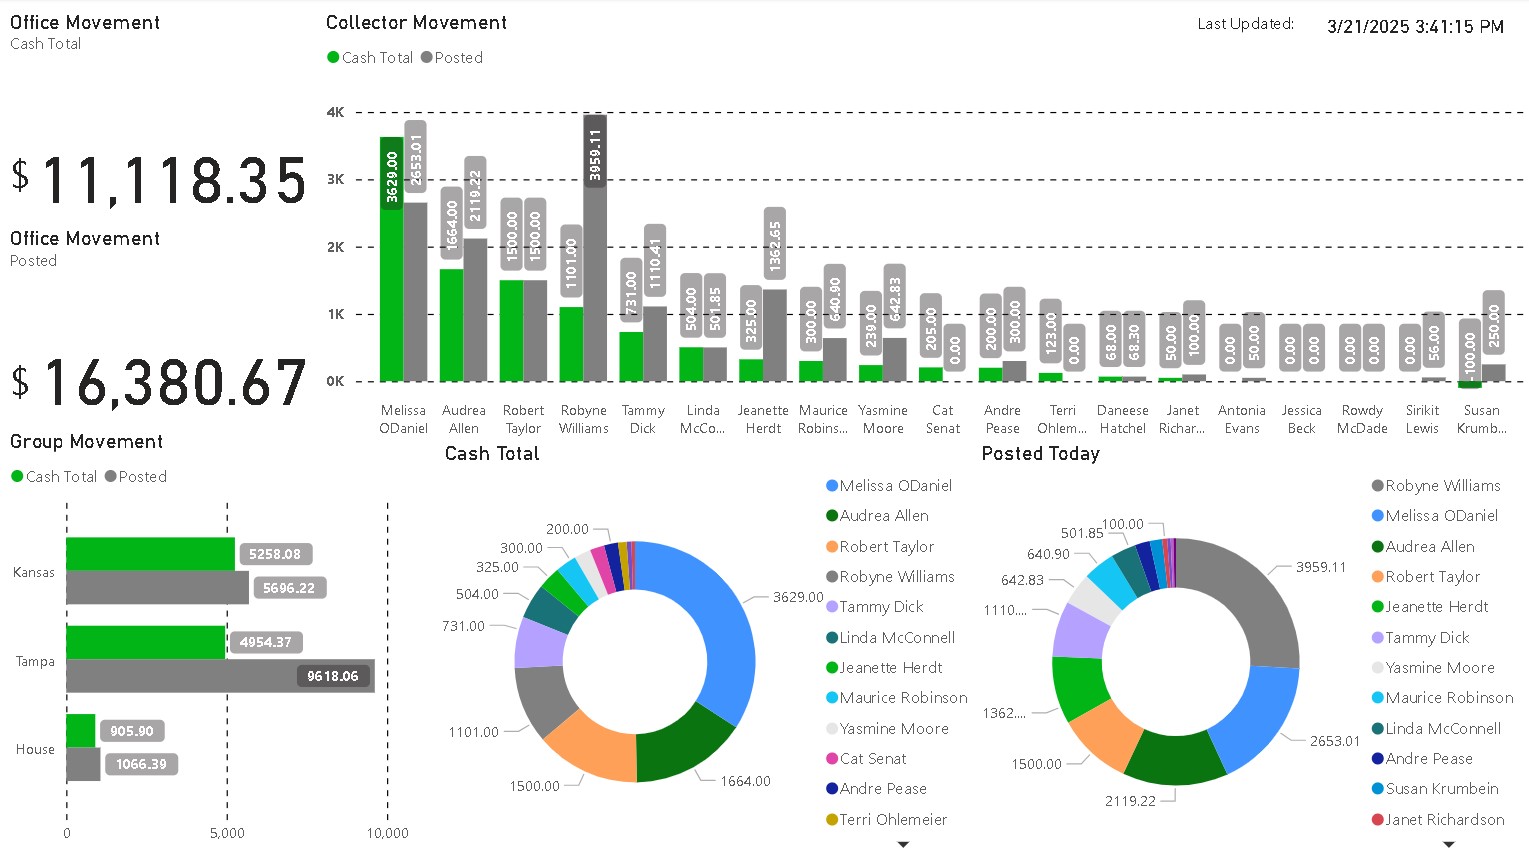 Office Movement
Cash Total
$ 11,118.35
Office Movement
Posted
$ 16,380.67
Collector Movement
Cash Total Posted
Last Updated: 3/21/2025 3:41:15 PM
4K
3K
2K
1K
0K
3629.00
2653.01
1664.00
2119.22
1500.00
1500.00
1101.00
3959.11
731.00
1110.41
504.00
501.85
325.00
1362.65
300.00
640.90
239.00
642.83
205.00
0.00
200.00
300.00
123.00
0.00
68.00
68.30
50.00
100.00
0.00
50.00
0.00
0.00
0.00
0.00
0.00
56.00
-100.00
250.00
Melissa
ODaniel
Audrea
Allen
Robert
Taylor
Robyne
Williams
Tammy
Dick
Linda
McCo...
Jeanette
Herdt
Maurice
Robins...
Yasmine
Moore
Cat
Senat
Andre
Pease
Terri
Ohlem...
Daneese
Hatchel
Janet
Richar...
Antonia
Evans
Jessica
Beck
Rowdy
McDade
Sirikit
Lewis
Susan
Krumb...
Group Movement
Cash Total Posted
Kansas
5258.08
5696.22
Tampa
4954.37
9618.06
House
905.90
1066.39
0
5,000
10,000
Cash Total
200.00
300.00
325.00
504.00
731.00
1101.00
1500.00
1664.00
3629.00
Melissa ODaniel
Audrea Allen
Robert Taylor
Robyne Williams
Tammy Dick
Linda McConnell
Jeanette Herdt
Maurice Robinson
Yasmine Moore
Cat Senat
Andre Pease
Terri Ohlemeier
Posted Today
100.00
501.85
640.90
642.83
1110....
1362....
1500.00
2119.22
2653.01
3959.11
Robyne Williams
Melissa ODaniel
Audrea Allen
Robert Taylor
Jeanette Herdt
Tammy Dick
Yasmine Moore
Maurice Robinson
Linda McConnell
Andre Pease
Susan Krumbein
Janet Richardson